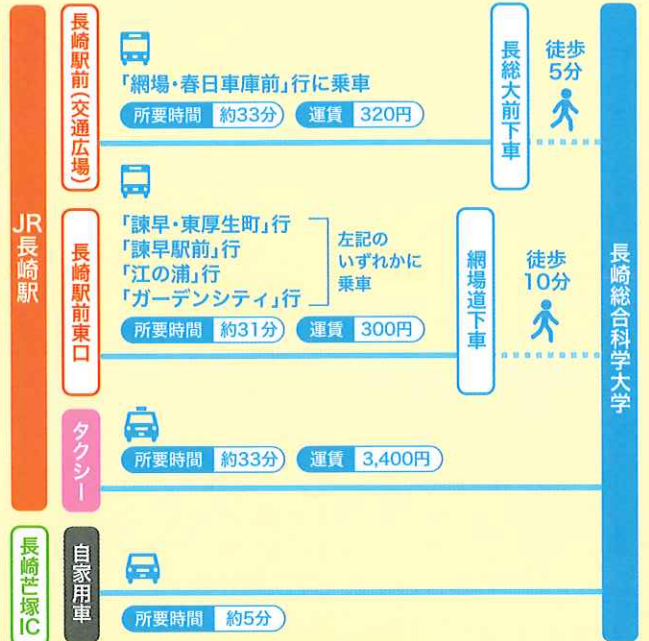 JR長崎駅
長崎駅前(交通広場)
「網場・春日車庫前」行に乗車
所要時間 約33分 運賃 320円
長総大前下車
徒歩
5分
長崎駅前東口
「諫早・東厚生町」行
「諫早駅前」行
「江の浦」行
「ガーデンシティ」行
左記の
いずれかに
乗車
所要時間 約31分 運賃 300円
網場道下車
徒歩
10分
タクシー
所要時間 約33分 運賃 3,400円
長崎芒塚IC
自家用車
所要時間 約5分
長崎総合科学大学